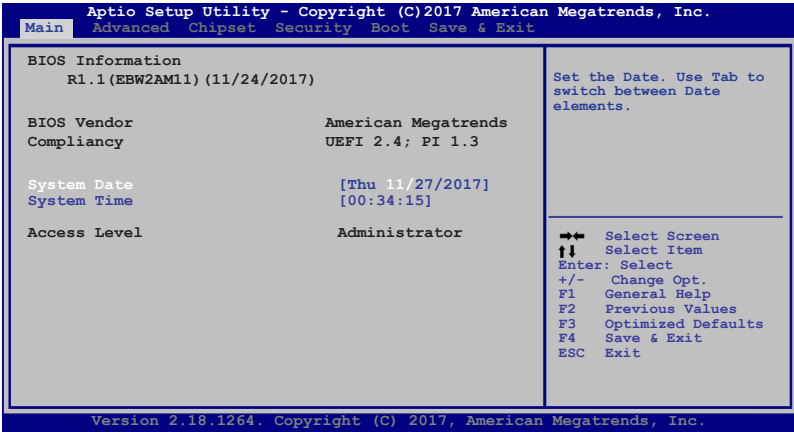 Aptio Setup Utility - Copyright (C)2017 American Megatrends, Inc.
Main Advanced Chipset Security Boot Save & Exit
BIOS Information
R1.1(EBW2AM11)(11/24/2017)
BIOS Vendor American Megatrends
Compliancy UEFI 2.4; PI 1.3
System Date [Thu 11/27/2017]
System Time [00:34:15]
Access Level Administrator
Set the Date. Use Tab to
switch between Date
elements.
→← Select Screen
↑↓ Select Item
Enter: Select
+/- Change Opt.
F1 General Help
F2 Previous Values
F3 Optimized Defaults
F4 Save & Exit
ESC Exit
Version 2.18.1264. Copyright (C) 2017, American Megatrends, Inc.